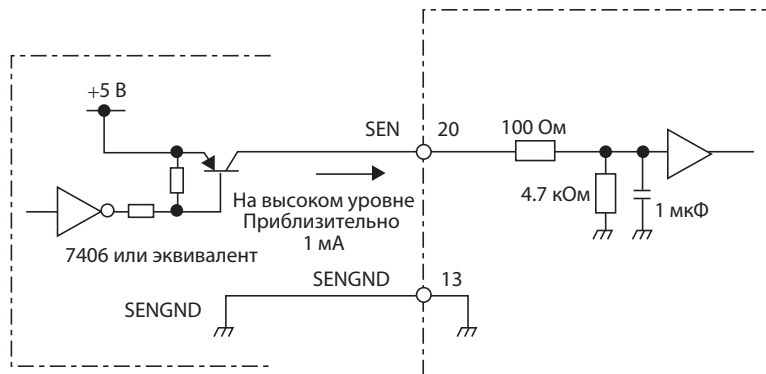 +5 В
SEN
20
100 Ом
4.7 кОм
1 мкФ
На высоком уровне
Приблизительно
1 мА
7406 или эквивалент
SENGND
13
SENGND